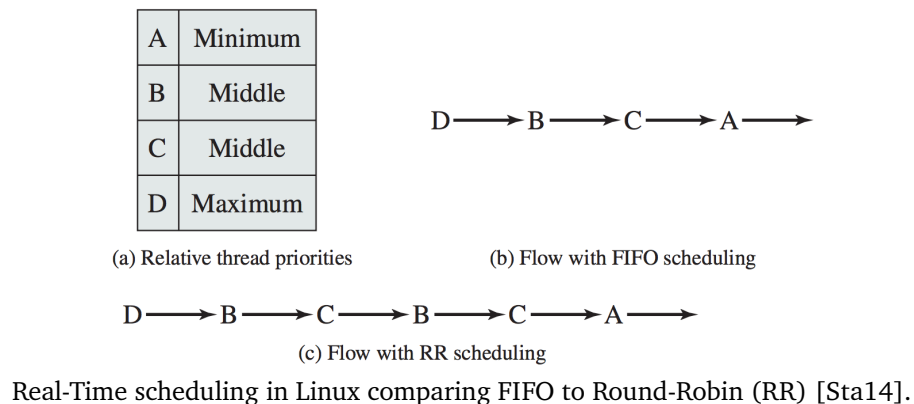 A Minimum
B Middle
C Middle
D Maximum
(a) Relative thread priorities
D B C A
(b) Flow with FIFO scheduling
D B C B C A
(c) Flow with RR scheduling
Real-Time scheduling in Linux comparing FIFO to Round-Robin (RR) [Sta14].